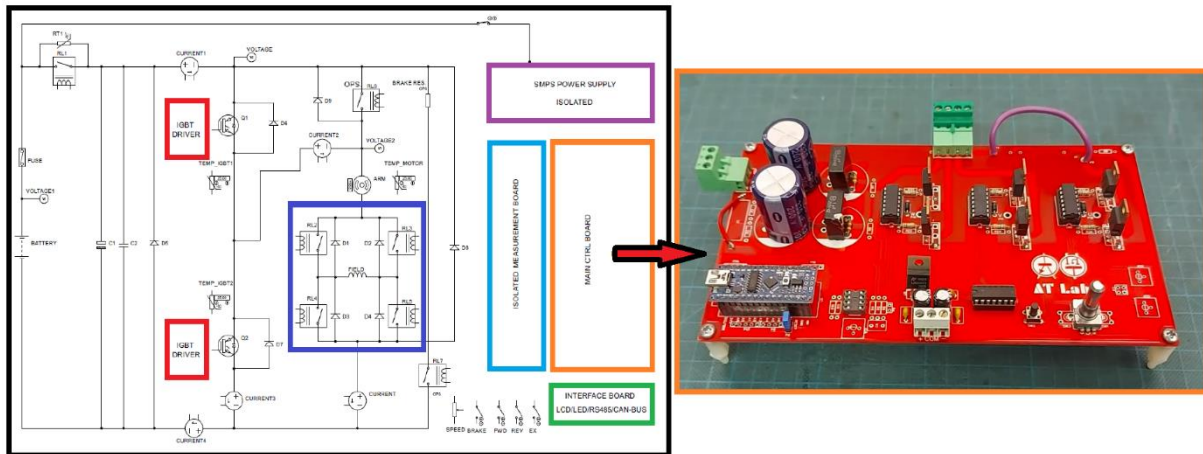 RT1
RL1
CURRENT1
VOLTAGE
IGBT
DRIVER
Q1
D4
D9
OPS
RL6
BRAKE RES.
CURRENT2
VOLTAGE2
TEMP_IGBT1
TEMP_MOTOR
FUSE
VOLTAGE1
ARM
BATTERY
C1
C2
D5
RL2
D1
D2
RL3
FIELD
RL4
D3
D4
RL5
TEMP_IGBT2
IGBT
DRIVER
Q2
D7
RL7
CURRENT3
CURRENT
CURRENT4
SPEED
BRAKE
FWD
REV
EX
SMPS POWER SUPPLY
ISOLATED
ISOLATED MEASUREMENT BOARD
MAIN CTRL BOARD
INTERFACE BOARD
LCD/LED/RS485/CAN-BUS
AT Lab
+ COM -